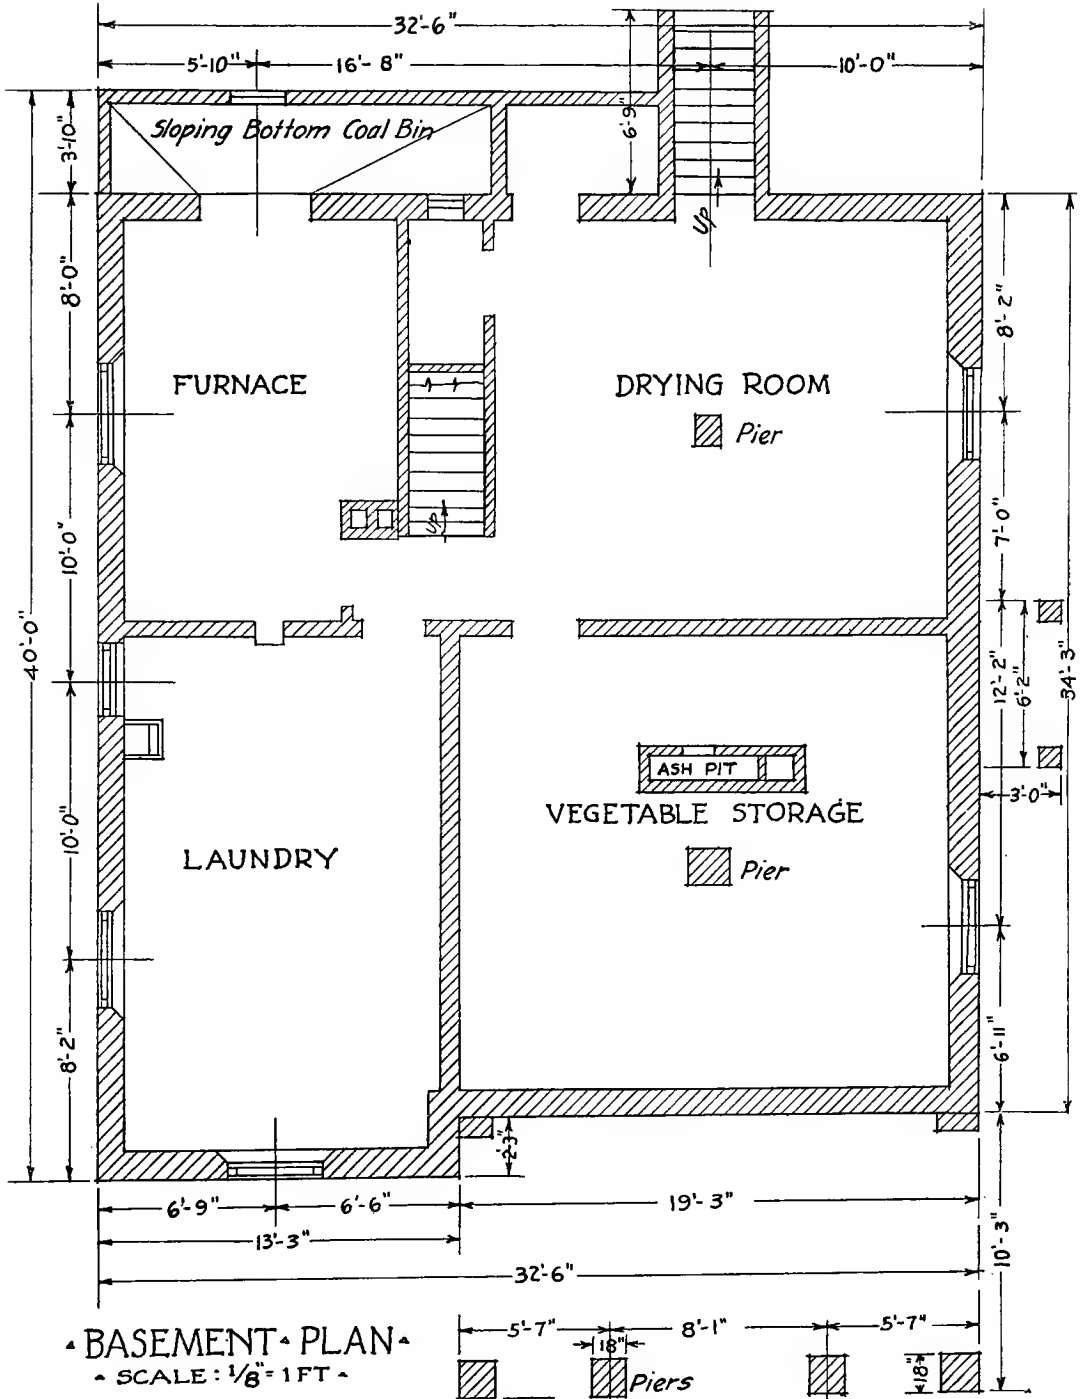 32'-6"
5'-10" 16'-8" 10'-0"
6'-9"
3'-10"
Sloping Bottom Coal Bin
UP
8'-0"
8'-2"
FURNACE
DRYING ROOM
Pier
UP
10'-0"
7'-0"
40'-0"
12'-2"
6'-2"
34'-3"
ASH PIT
3'-0"
VEGETABLE STORAGE
10'-0"
LAUNDRY
Pier
8'-2"
6'-11"
2'-3"
6'-9" 6'-6" 19'-3"
13'-3"
10'-3"
32'-6"
BASEMENT PLAN
SCALE: 1/8" = 1 FT
5'-7" 8'-1" 5'-7"
18"
18"
Piers